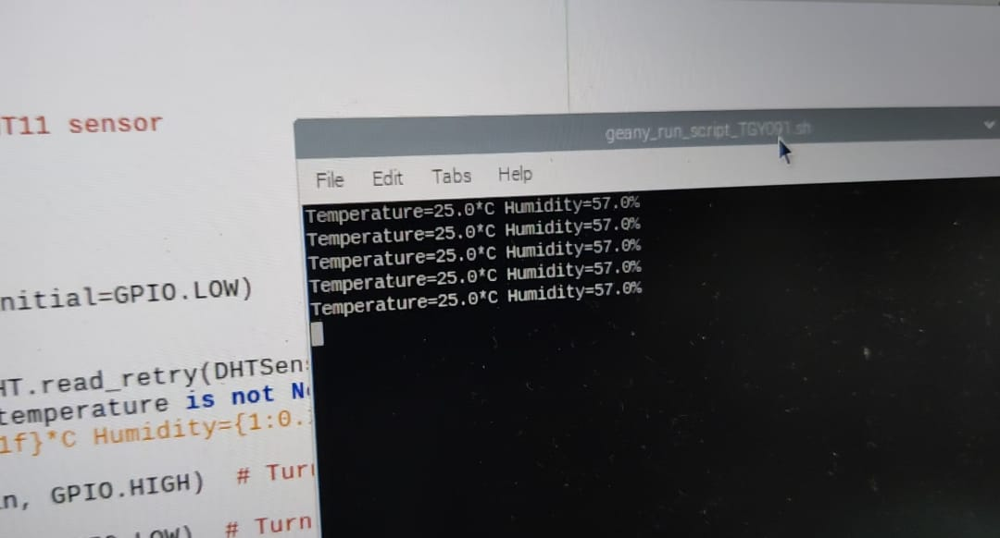 T11 sensor
nitial=GPIO.LOW)
HT.read_retry(DHTSen
temperature is not N
1f}*C Humidity={1:0.
n, GPIO.HIGH) # Tur
LOW) # Turn
geany_run_script_TGY091.sh
File Edit Tabs Help
Temperature=25.0*C Humidity=57.0%
Temperature=25.0*C Humidity=57.0%
Temperature=25.0*C Humidity=57.0%
Temperature=25.0*C Humidity=57.0%
Temperature=25.0*C Humidity=57.0%